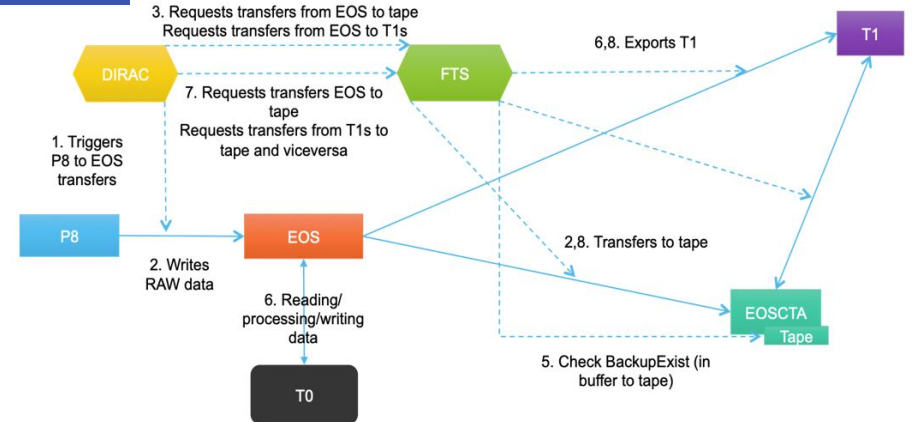 3. Requests transfers from EOS to tape
Requests transfers from EOS to T1s
T1
6,8. Exports T1
DIRAC
FTS
7. Requests transfers EOS to
tape
Requests transfers from T1s to
tape and viceversa
1. Triggers
P8 to EOS
transfers
P8
EOS
2,8. Transfers to tape
2. Writes
RAW data
6. Reading/
processing/writing
data
EOSCTA
Tape
5. Check BackupExist (in
buffer to tape)
T0